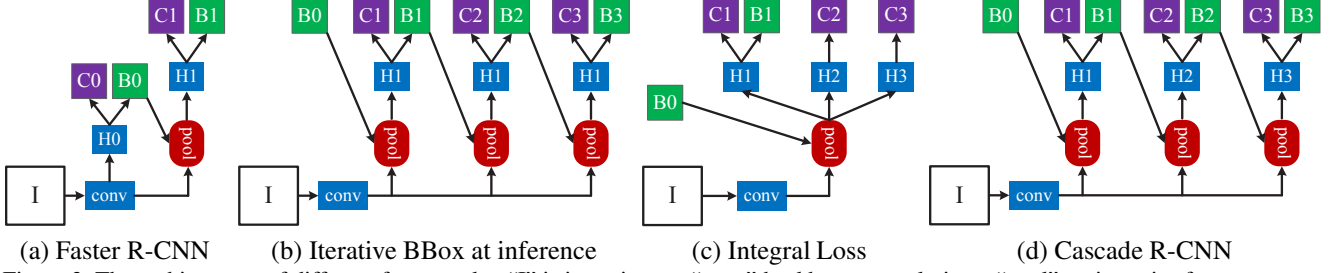 C1 B1 B0 C1 B1 C2 B2 C3 B3 C1 B1 C2 C3 B0 C1 B1 C2 B2 C3 B3
H1 H1 H1 H1 H1 H2 H3 H1 H2 H3
C0 B0 B0
H0 pool pool pool pool pool pool pool pool
I conv I conv I conv I conv
(a) Faster R-CNN (b) Iterative BBox at inference (c) Integral Loss (d) Cascade R-CNN